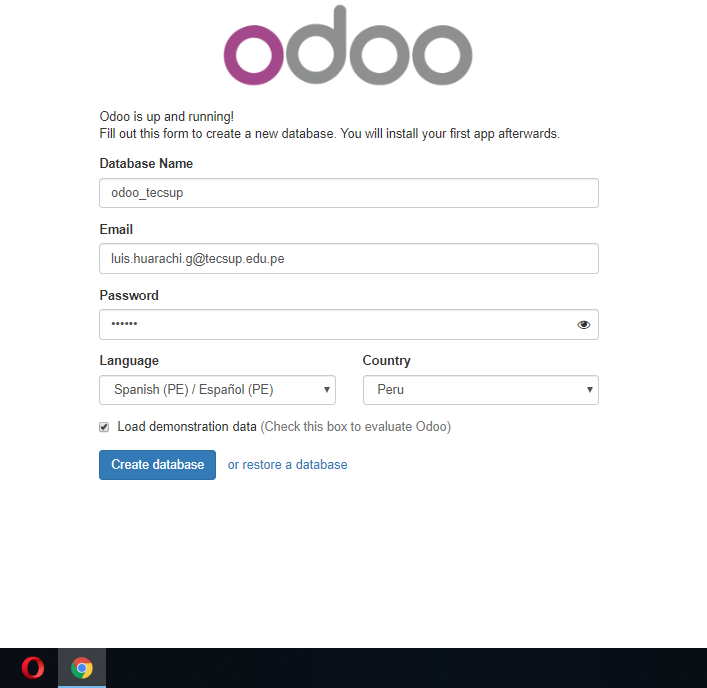 odoo
Odoo is up and running!
Fill out this form to create a new database. You will install your first app afterwards.
Database Name
odoo_tecsup
Email
luis.huarachi.g@tecsup.edu.pe
Password
••••••
Language Country
Spanish (PE) / Español (PE) Peru
Load demonstration data (Check this box to evaluate Odoo)
Create database or restore a database